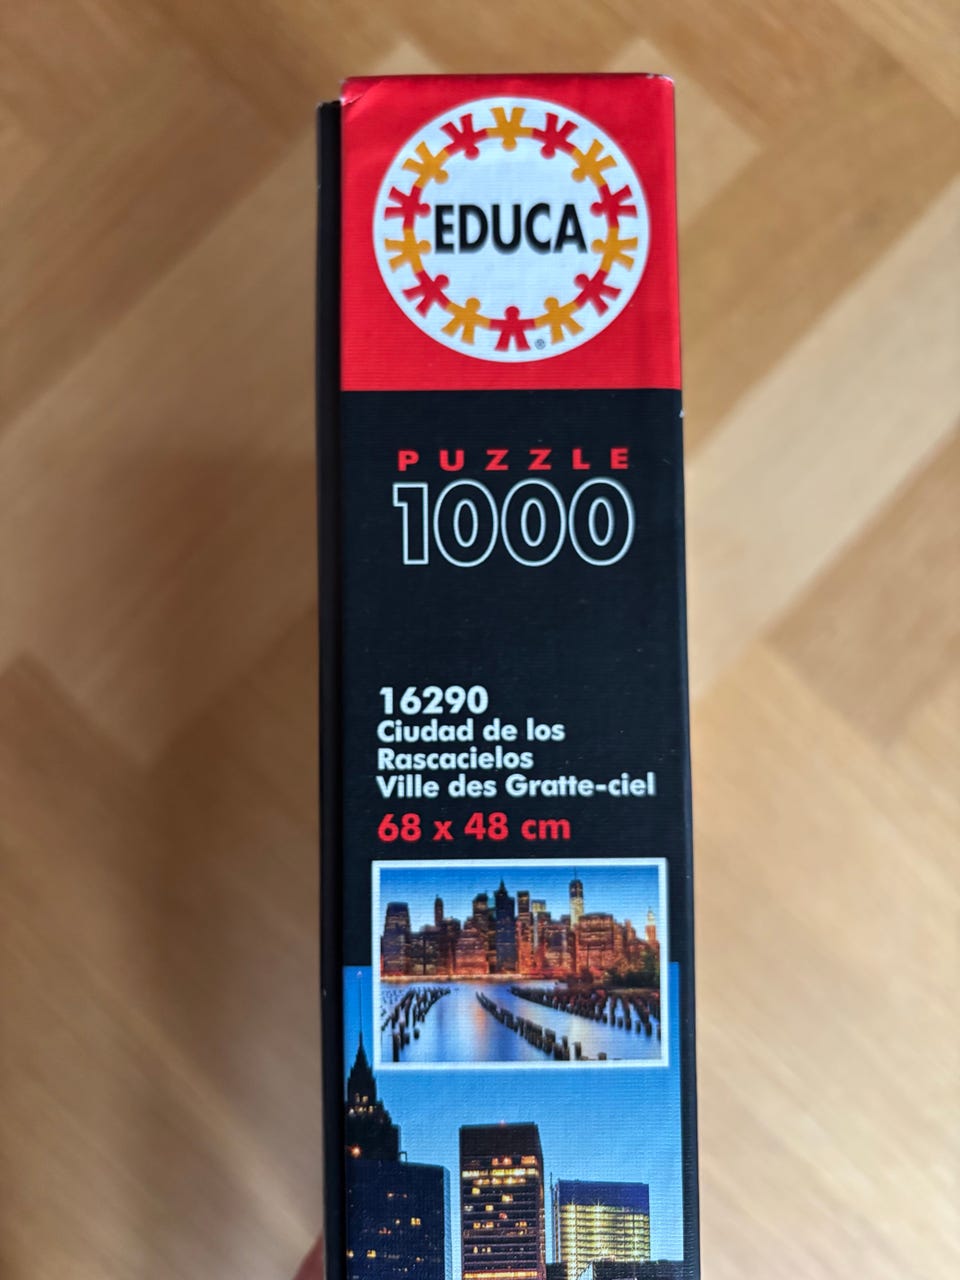 EDUCA
®
PUZZLE
1000
16290
Ciudad de los
Rascacielos
Ville des Gratte-ciel
68 x 48 cm